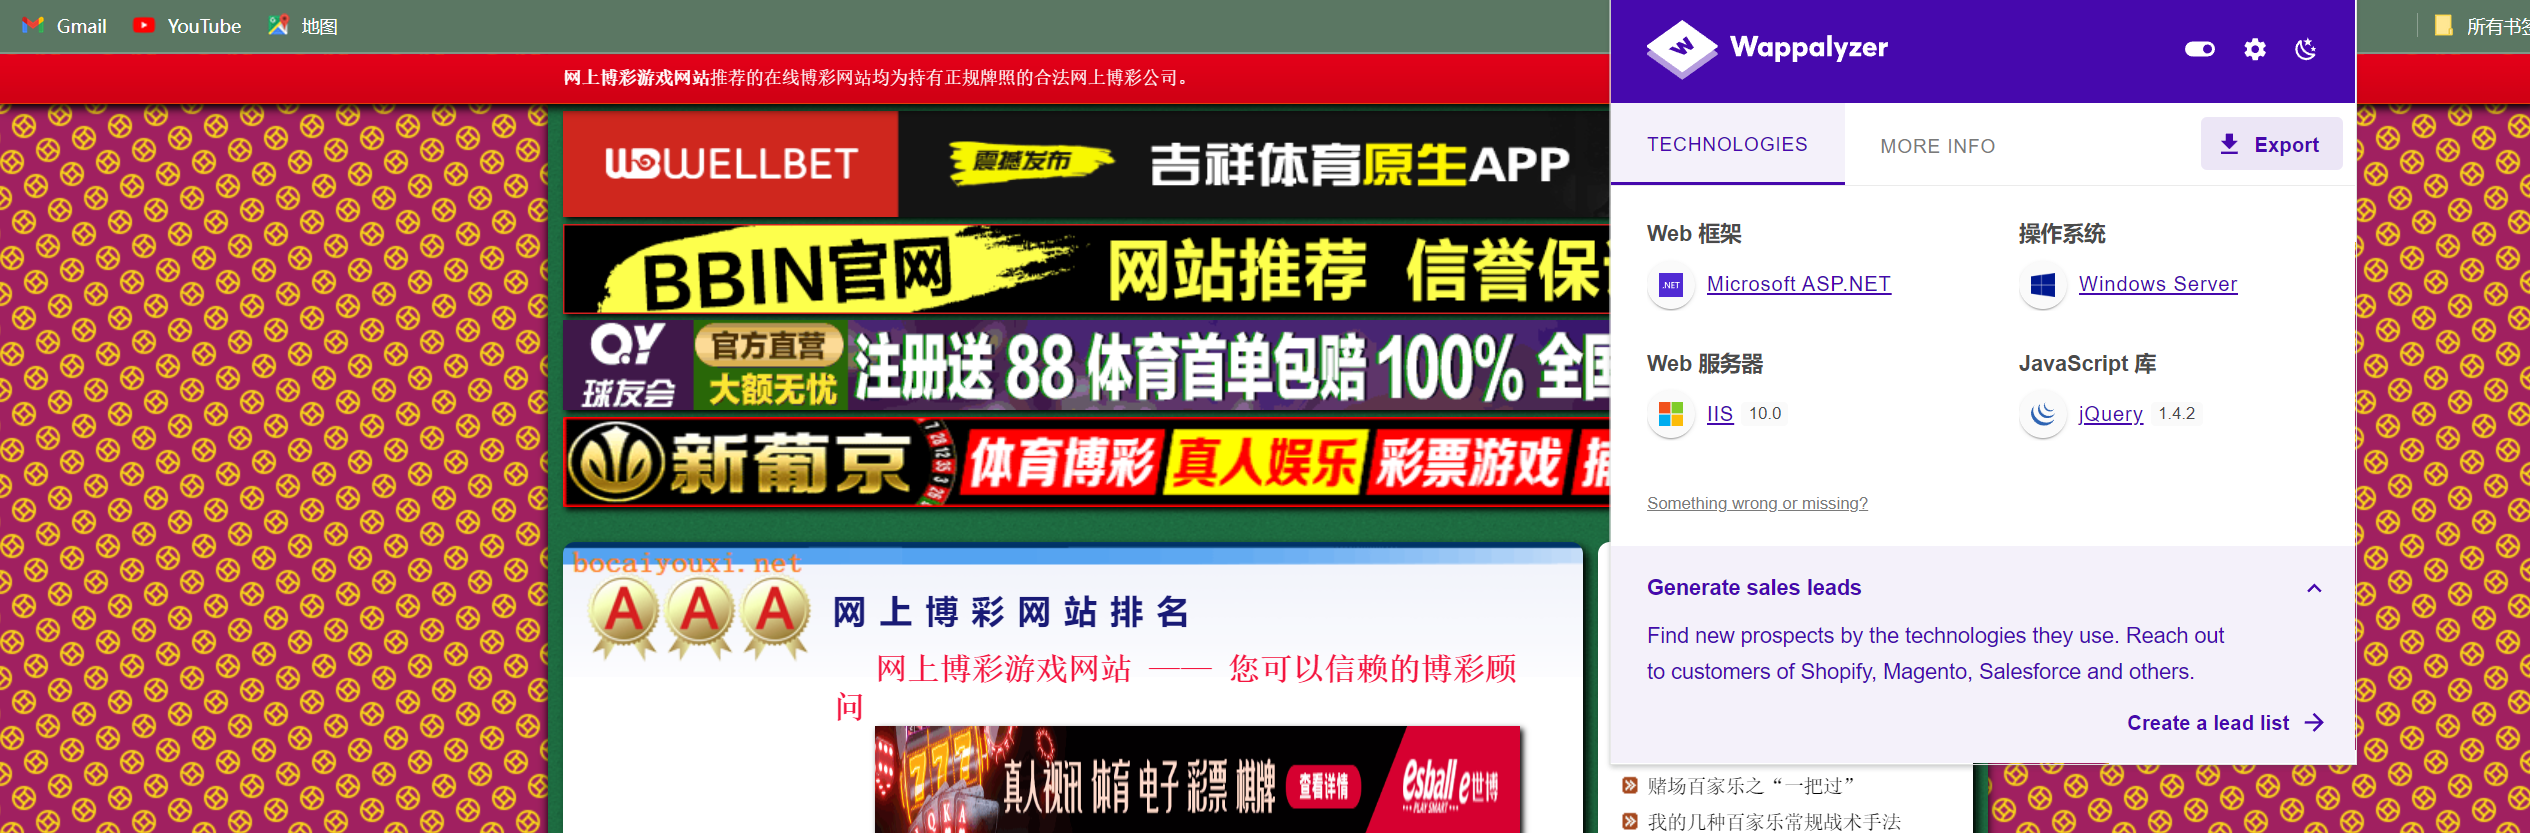 Gmail
YouTube
地图
所有书签
网上博彩游戏网站推荐的在线博彩网站均为持有正规牌照的合法网上博彩公司。
WELLBET
震撼发布
吉祥体育原生APP
BBIN官网
网站推荐 信誉保
QY
球友会
官方直营
大额无忧
注册送 88 体育首单包赔 100% 全国
新葡京
体育博彩
真人娱乐
彩票游戏
捕
bocaiyouxi.net
A A A
网上博彩网站排名
网上博彩游戏网站 —— 您可以信赖的博彩顾
问
777
真人视讯 体育 电子 彩票 棋牌
查看详情
esball e世博
PLAY SMART
Wappalyzer
TECHNOLOGIES
MORE INFO
Export
Web 框架
Microsoft ASP.NET
操作系统
Windows Server
Web 服务器
IIS 10.0
JavaScript 库
jQuery 1.4.2
Something wrong or missing?
Generate sales leads
Find new prospects by the technologies they use. Reach out
to customers of Shopify, Magento, Salesforce and others.
Create a lead list
赌场百家乐之“一把过”
我的几种百家乐常规战术手法